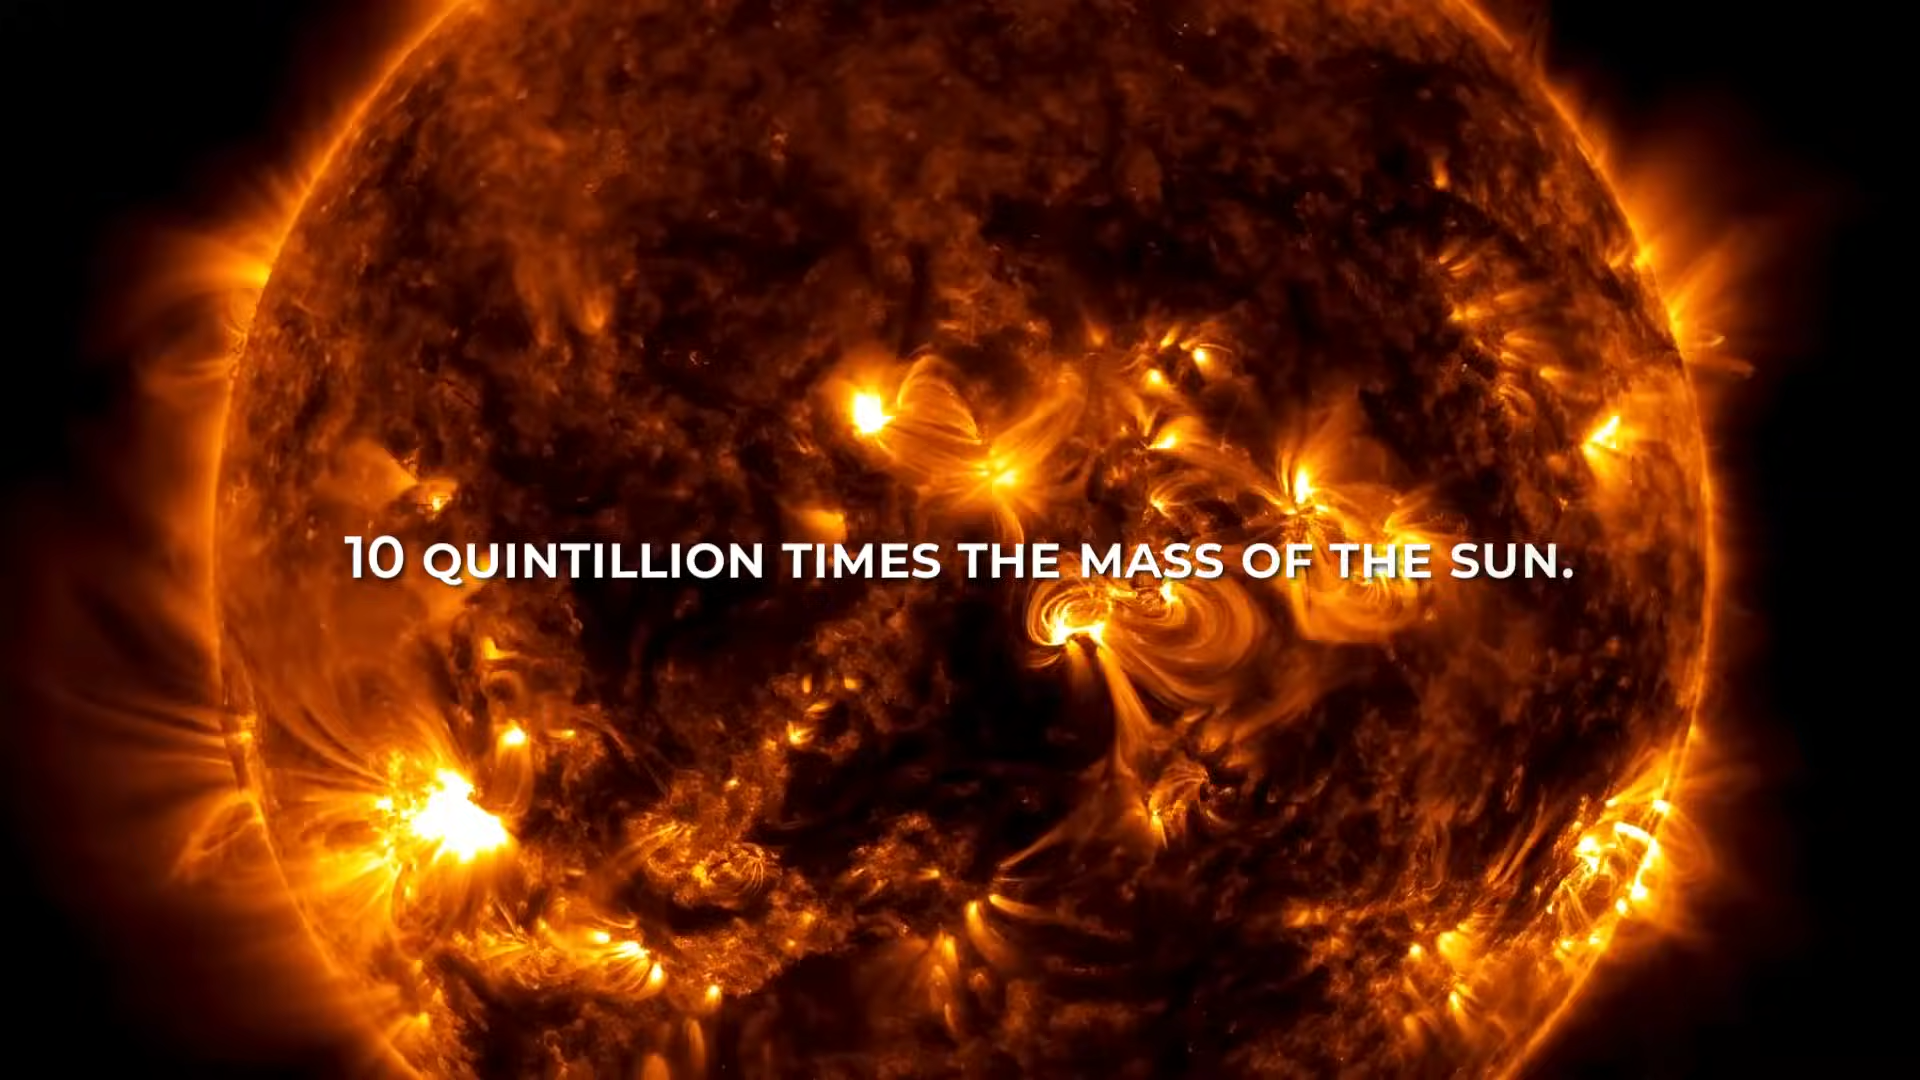 10 QUINTILLION TIMES THE MASS OF THE SUN.